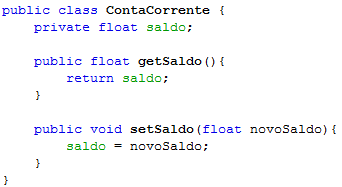 public class ContaCorrente {
    private float saldo;

    public float getSaldo(){
        return saldo;
    }

    public void setSaldo(float novoSaldo){
        saldo = novoSaldo;
    }
}